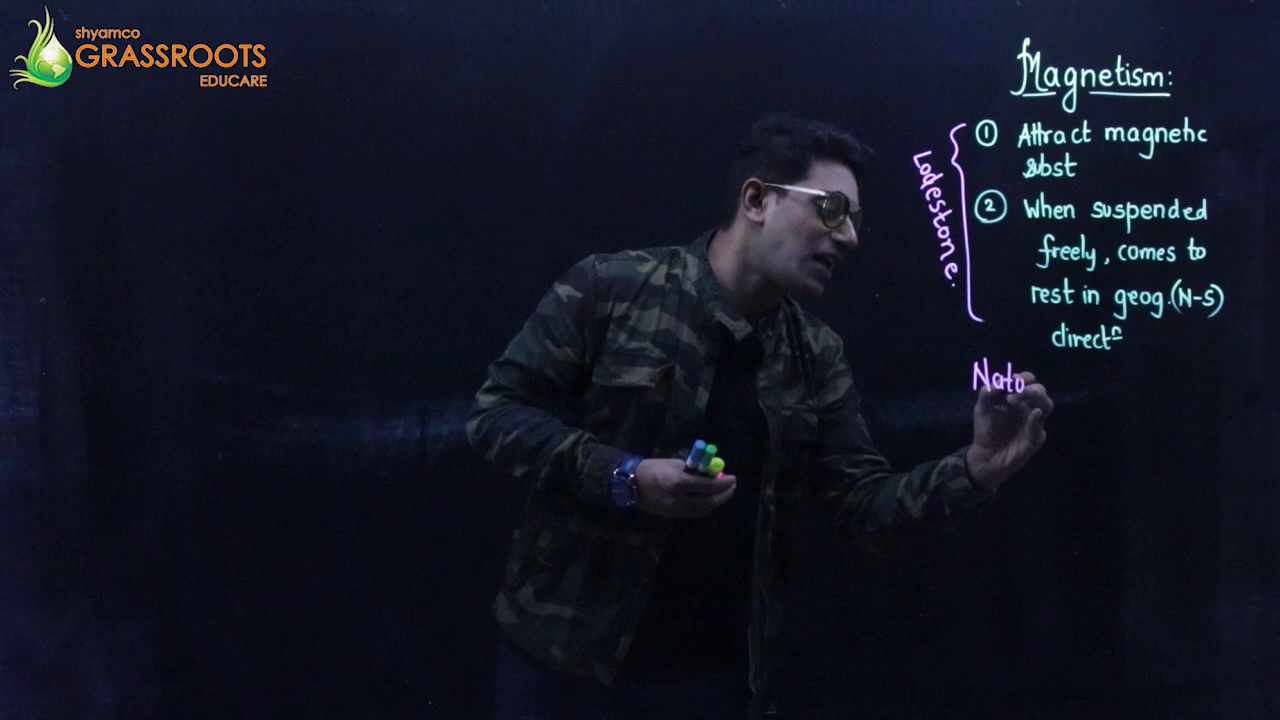 shyamco
GRASSROOTS
EDUCARE
Magnetism:
① Attract magnetic
subst
② When suspended
freely, comes to
rest in geog.(N-S)
directⁿ
Lodestone.
Natu